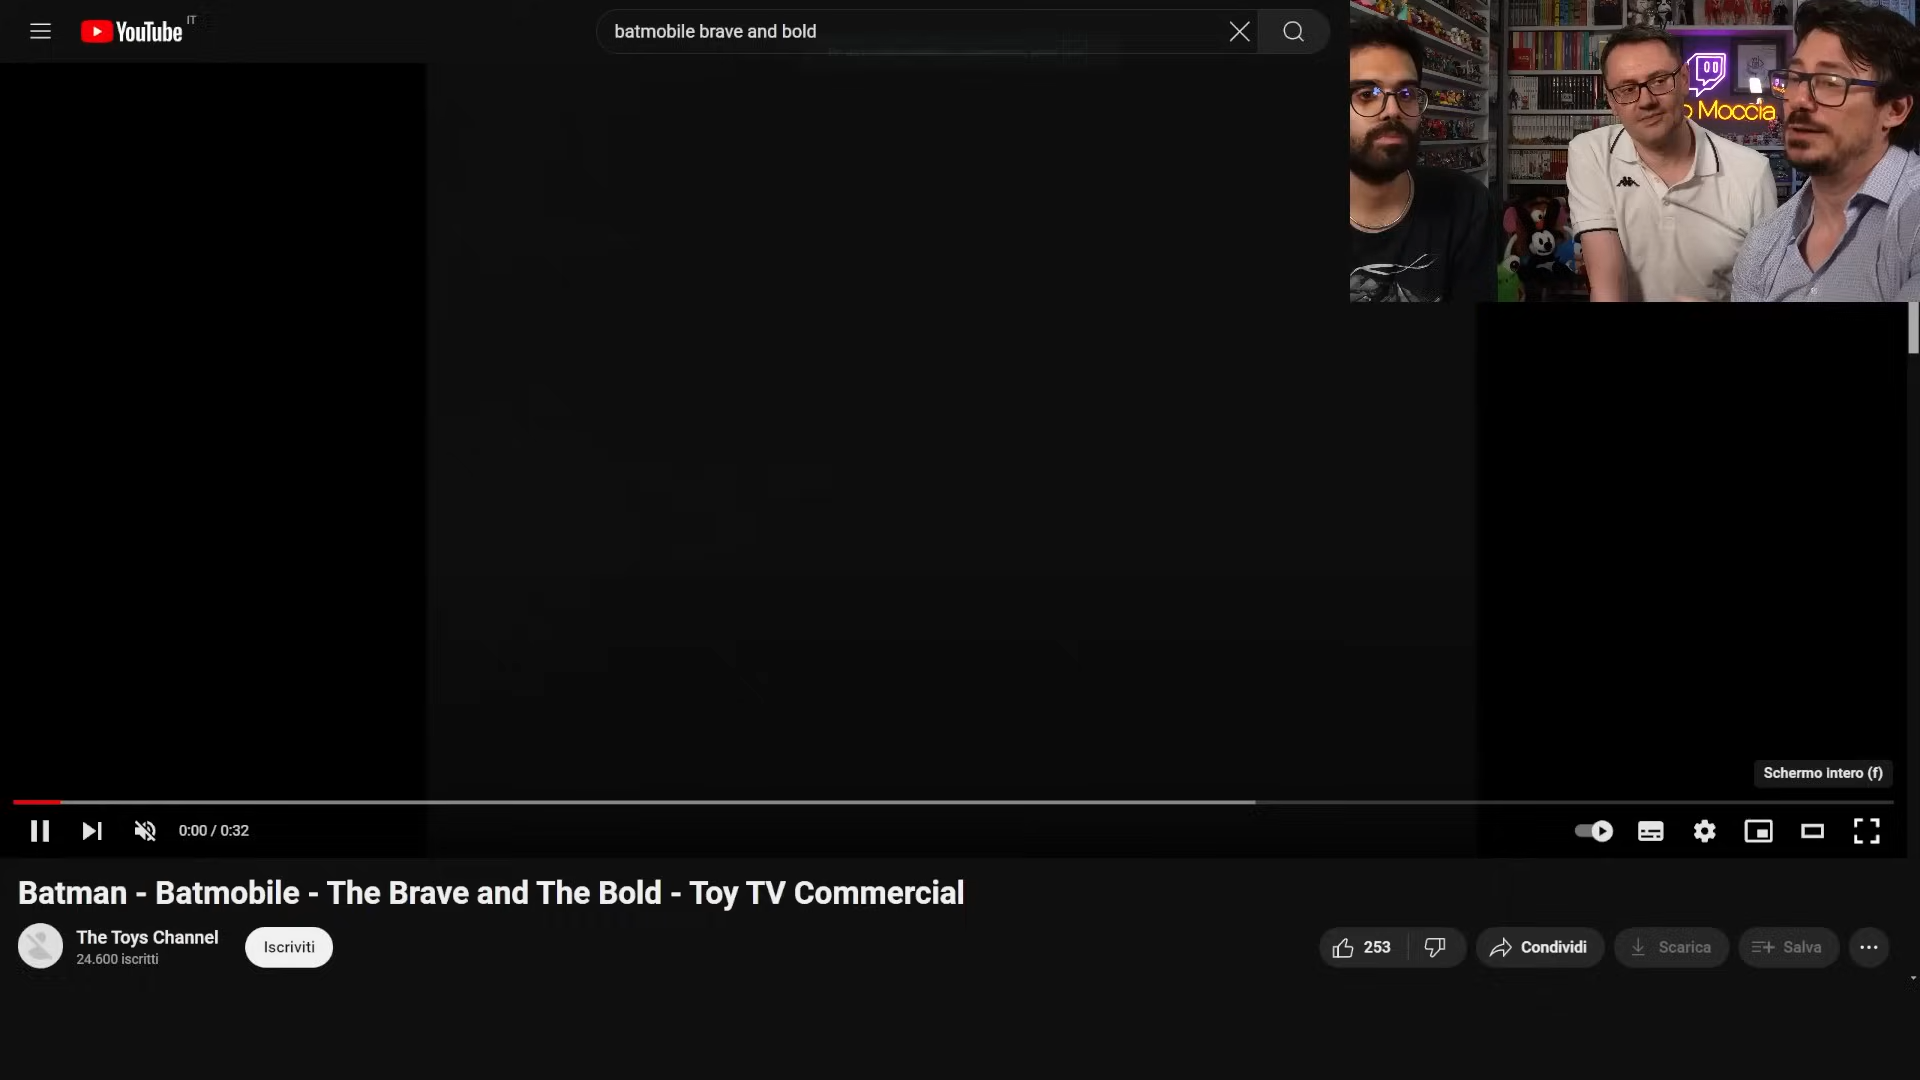 YouTube IT
batmobile brave and bold
o Moccia
Schermo intero (f)
0:00 / 0:32
Batman - Batmobile - The Brave and The Bold - Toy TV Commercial
The Toys Channel
24.600 iscritti
Iscriviti
253
Condividi
Scarica
Salva